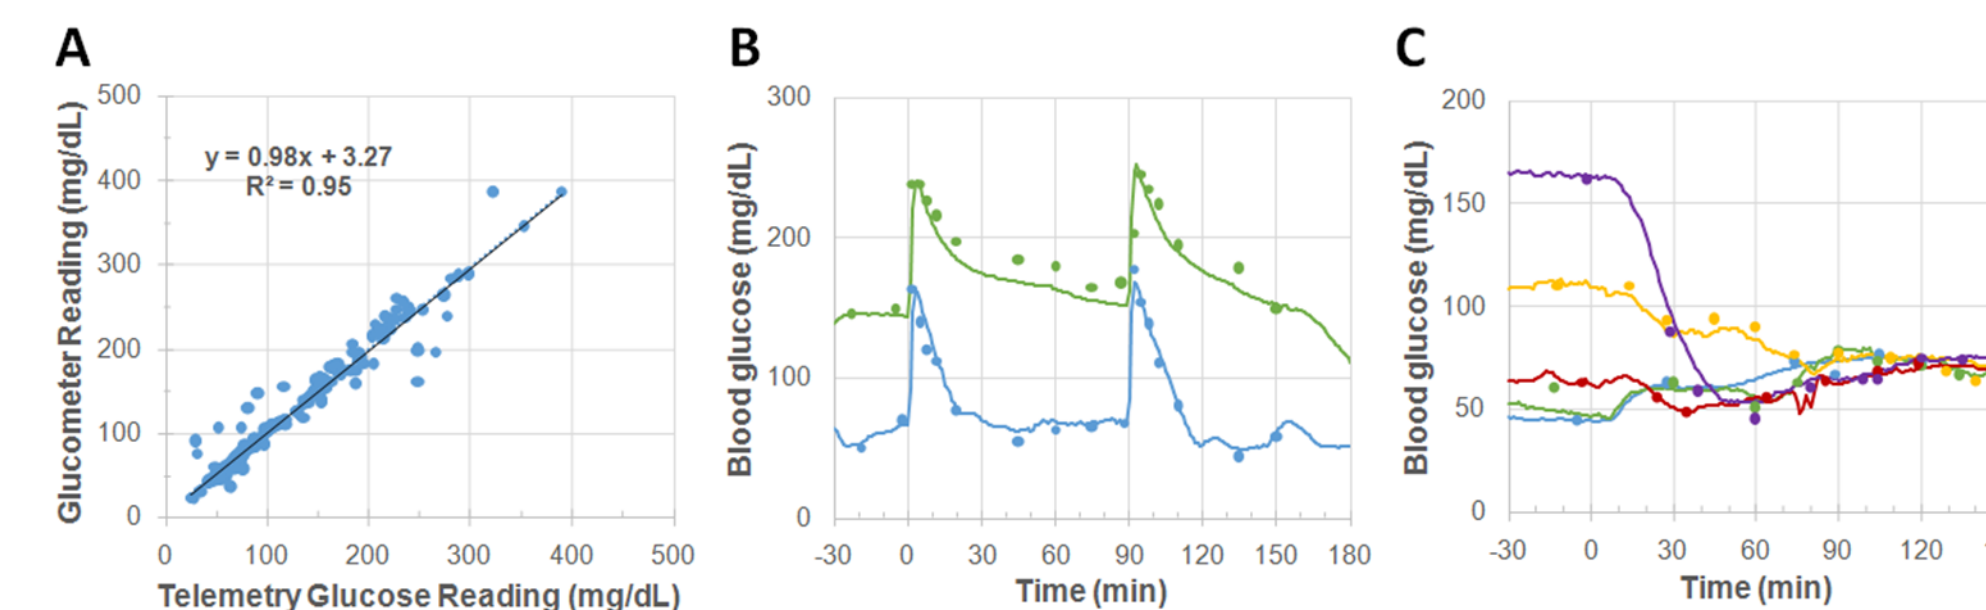 A
B
C
500
400
300
200
100
0
Glucometer Reading (mg/dL)
y = 0.98x + 3.27
R² = 0.95
0 100 200 300 400 500
Telemetry Glucose Reading (mg/dL)
300
200
100
0
Blood glucose (mg/dL)
-30 0 30 60 90 120 150 180
Time (min)
200
150
100
50
0
Blood glucose (mg/dL)
-30 0 30 60 90 120
Time (min)